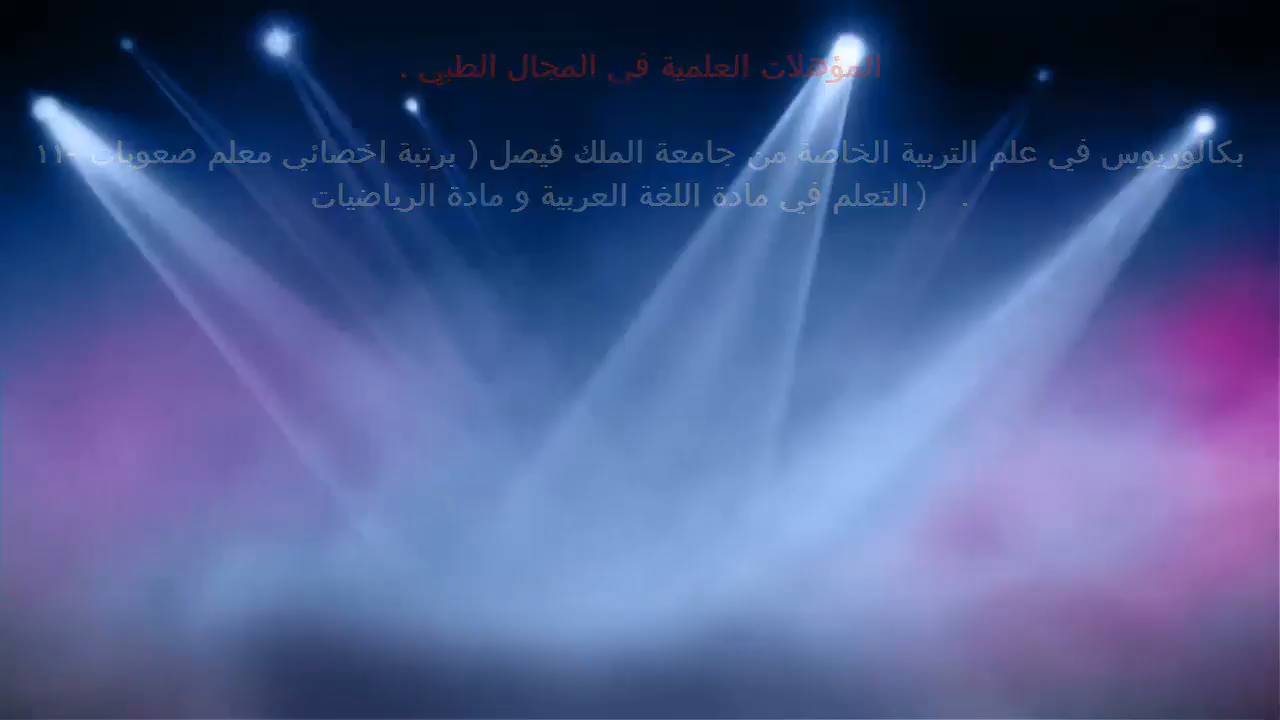 المؤهلات العلمية في المجال الطبي .
بكالوريوس في علم التربية الخاصة من جامعة الملك فيصل ( برتبة اخصائي معلم صعوبات -١١
. ( التعلم في مادة اللغة العربية و مادة الرياضيات